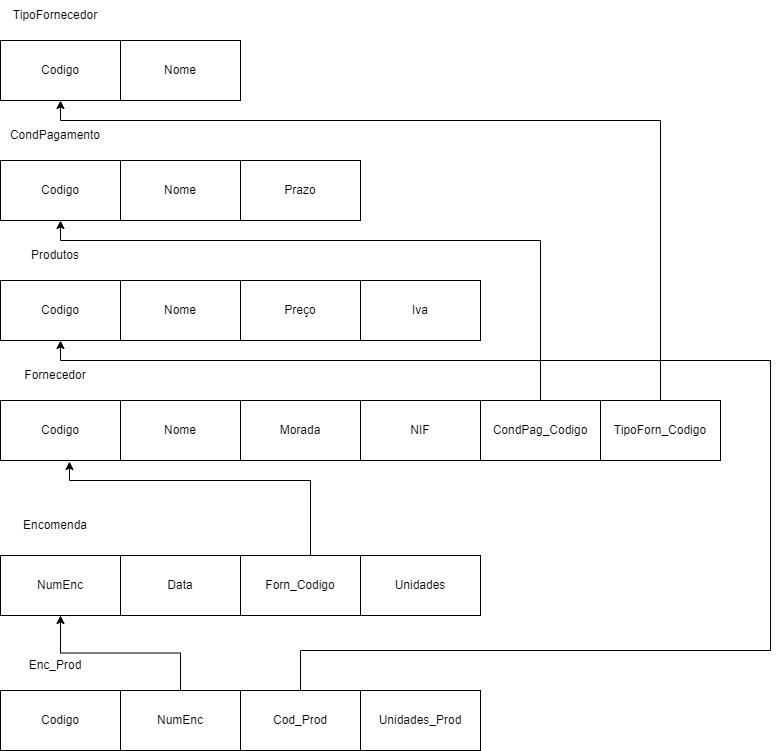 TipoFornecedor
Codigo Nome
CondPagamento
Codigo Nome Prazo
Produtos
Codigo Nome Preço Iva
Fornecedor
Codigo Nome Morada NIF CondPag_Codigo TipoForn_Codigo
Encomenda
NumEnc Data Forn_Codigo Unidades
Enc_Prod
Codigo NumEnc Cod_Prod Unidades_Prod